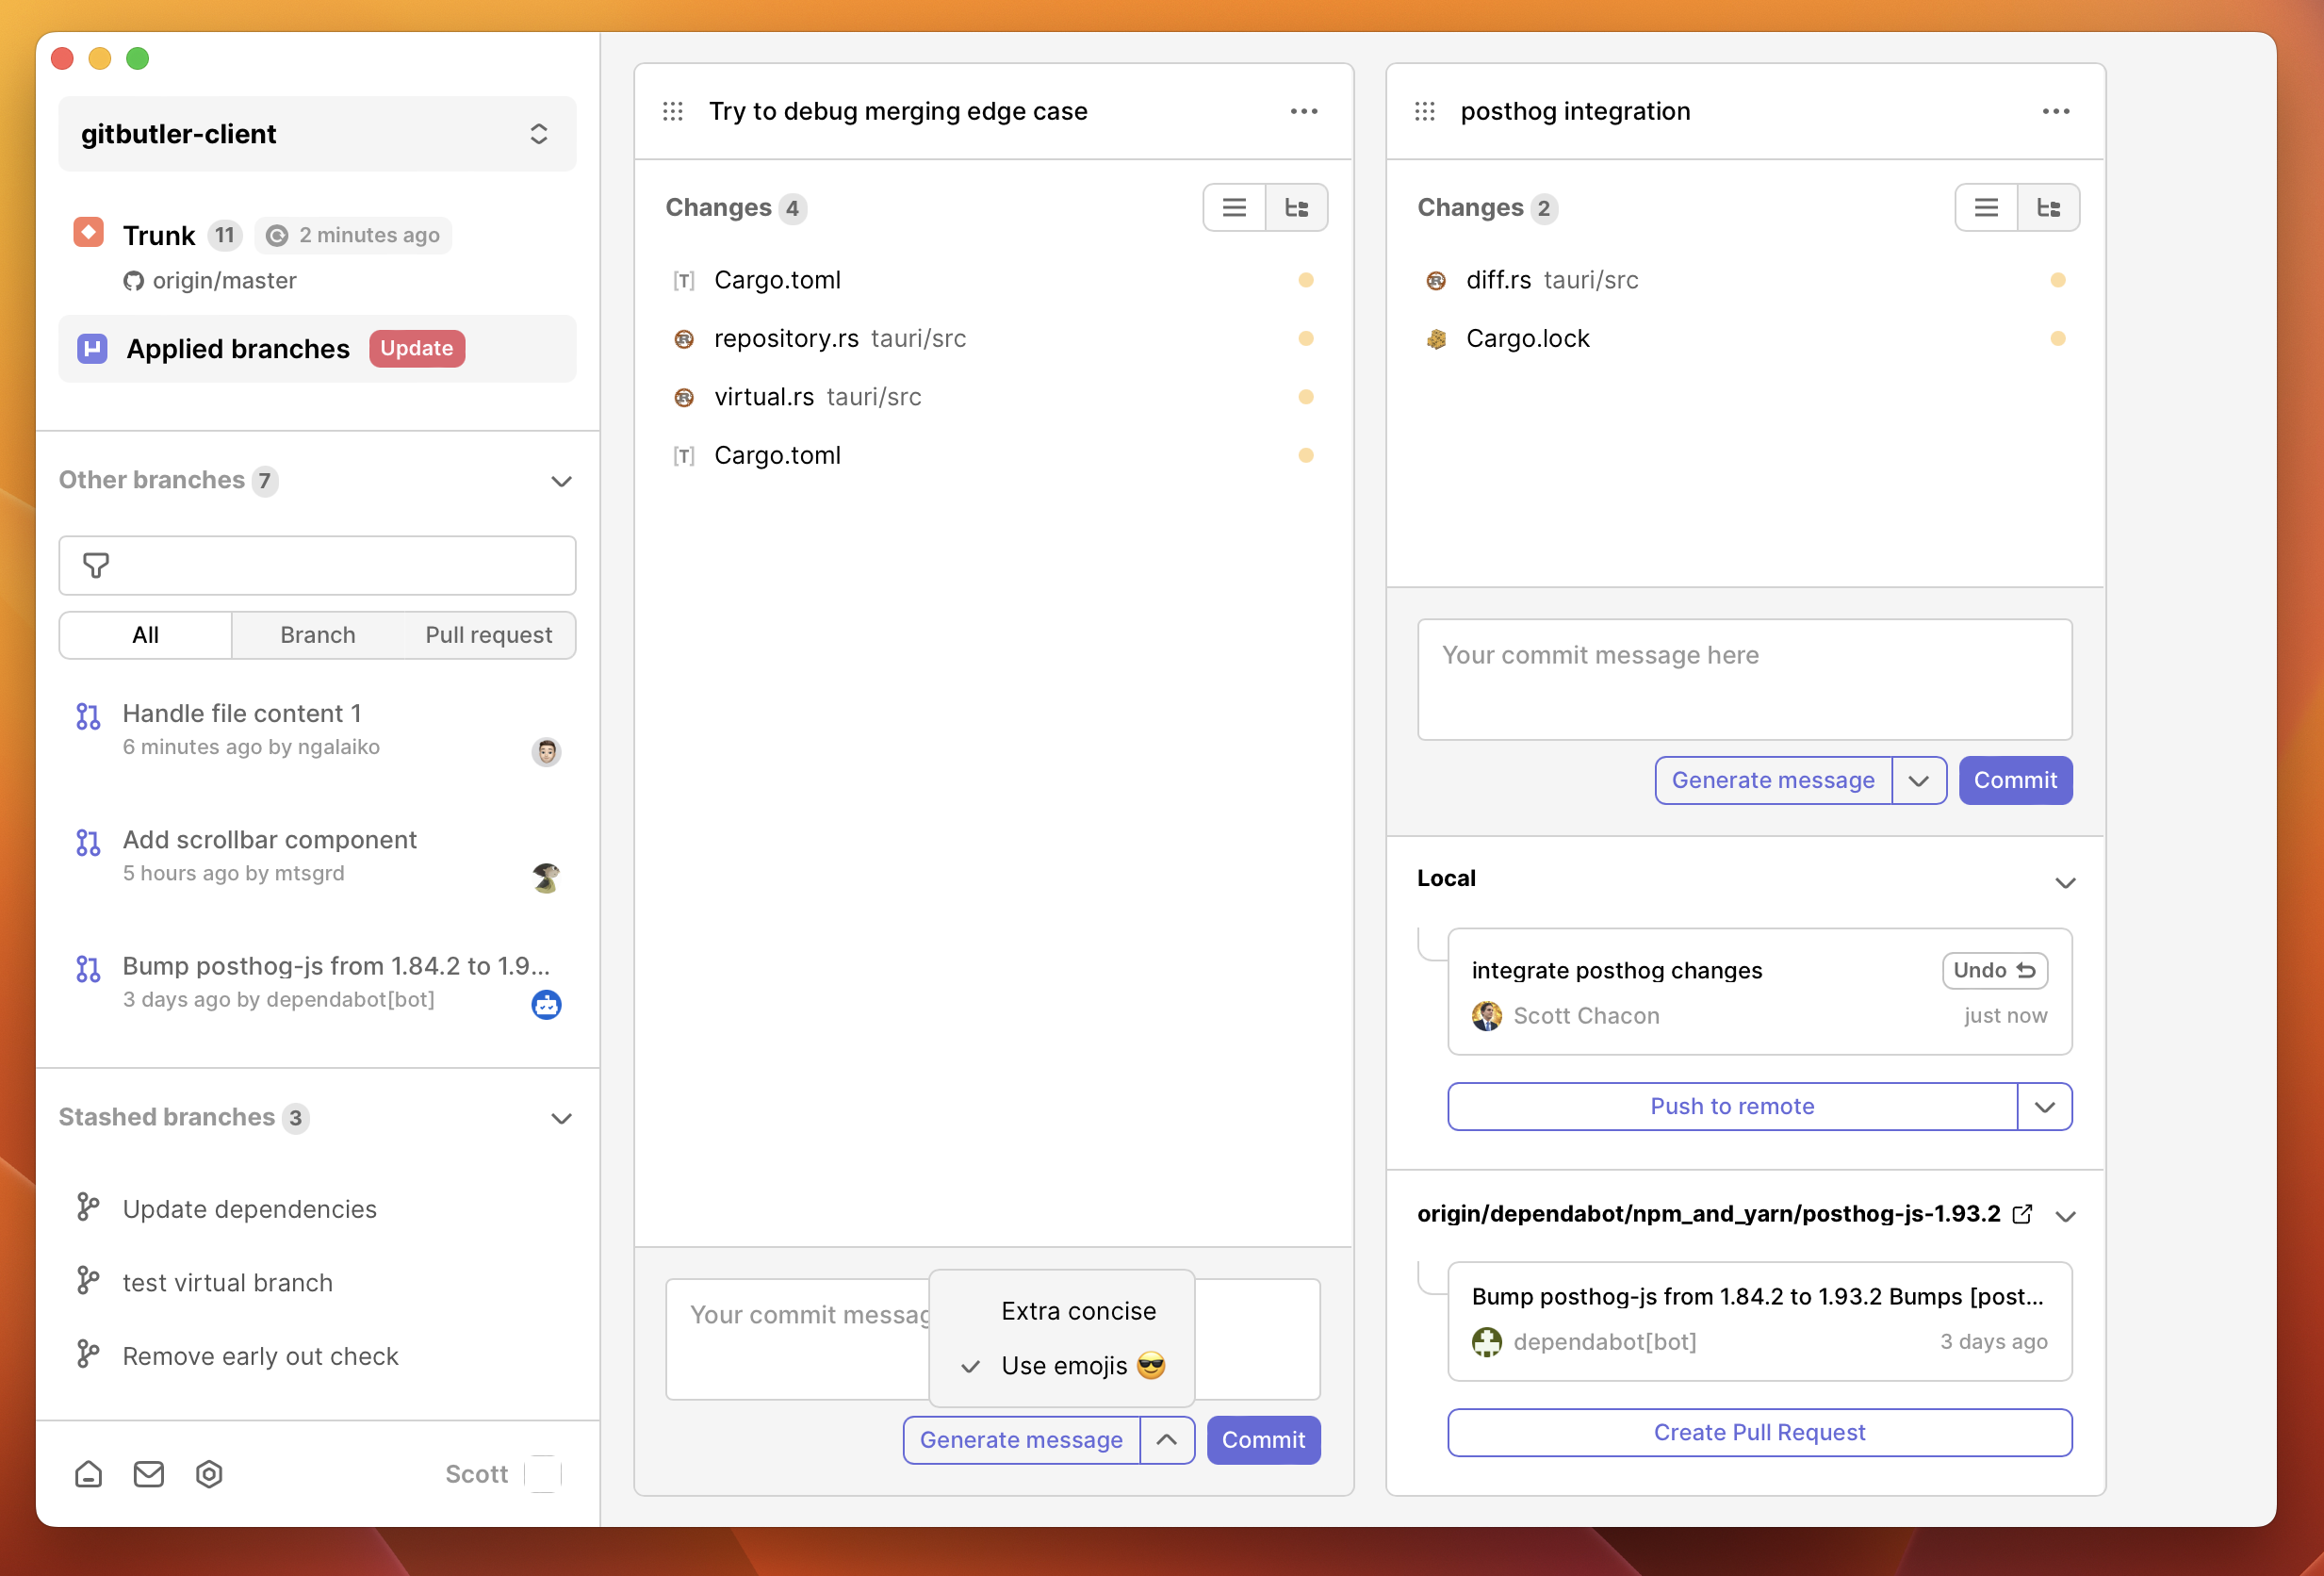 gitbutler-client
Trunk 11 2 minutes ago
origin/master
Applied branches Update
Other branches 7
All Branch Pull request
Handle file content 1
6 minutes ago by ngalaiko
Add scrollbar component
5 hours ago by mtsgrd
Bump posthog-js from 1.84.2 to 1.9...
3 days ago by dependabot[bot]
Stashed branches 3
Update dependencies
test virtual branch
Remove early out check
Scott
Try to debug merging edge case
Changes 4
[T] Cargo.toml
repository.rs tauri/src
virtual.rs tauri/src
[T] Cargo.toml
Your commit messag
Extra concise
Use emojis 😎
Generate message Commit
posthog integration
Changes 2
diff.rs tauri/src
Cargo.lock
Your commit message here
Generate message Commit
Local
integrate posthog changes Undo
Scott Chacon just now
Push to remote
origin/dependabot/npm_and_yarn/posthog-js-1.93.2
Bump posthog-js from 1.84.2 to 1.93.2 Bumps [post...
dependabot[bot] 3 days ago
Create Pull Request